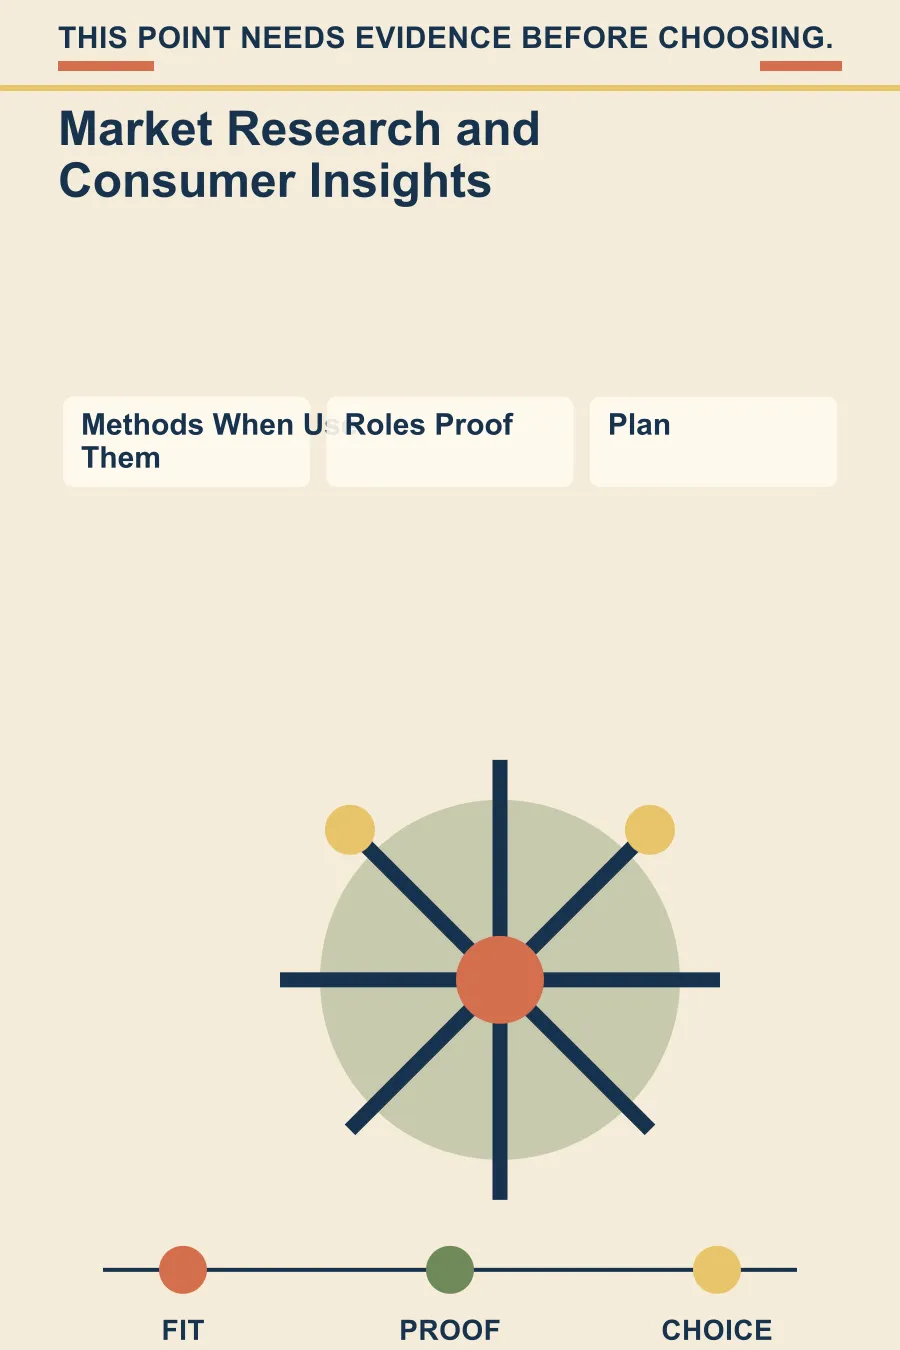 THIS POINT NEEDS EVIDENCE BEFORE CHOOSING.
Market Research and
Consumer Insights
Methods When
Them
Roles Proof
Plan
FIT
PROOF
CHOICE